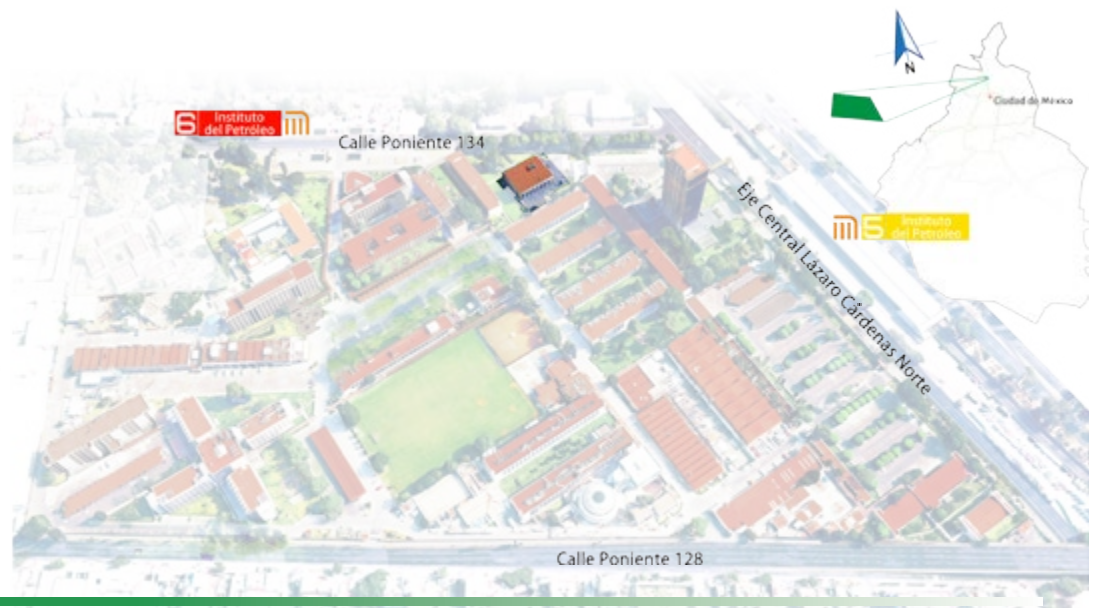 N
Ciudad de México
6 Instituto
del Petróleo
Calle Poniente 134
Eje Central Lázaro Cárdenas Norte
5 Instituto
del Petróleo
Calle Poniente 128